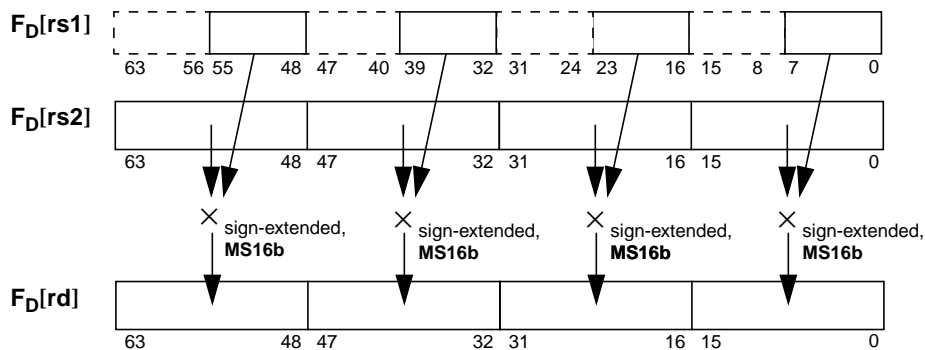 FD[rs1]
63 56 55 48 47 40 39 32 31 24 23 16 15 8 7 0
FD[rs2]
63 48 47 32 31 16 15 0
× sign-extended, × sign-extended, × sign-extended, × sign-extended,
MS16b MS16b MS16b MS16b
FD[rd]
63 48 47 32 31 16 15 0